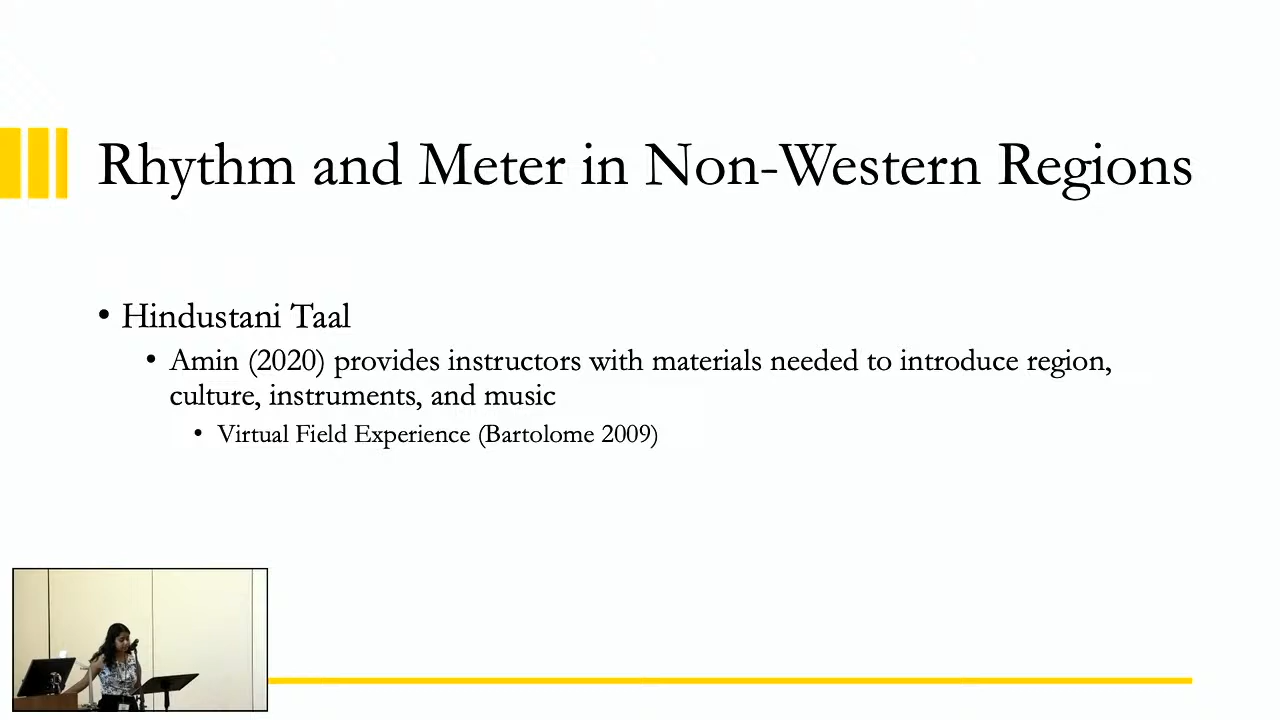 Rhythm and Meter in Non-Western Regions
• Hindustani Taal
• Amin (2020) provides instructors with materials needed to introduce region,
culture, instruments, and music
• Virtual Field Experience (Bartolome 2009)